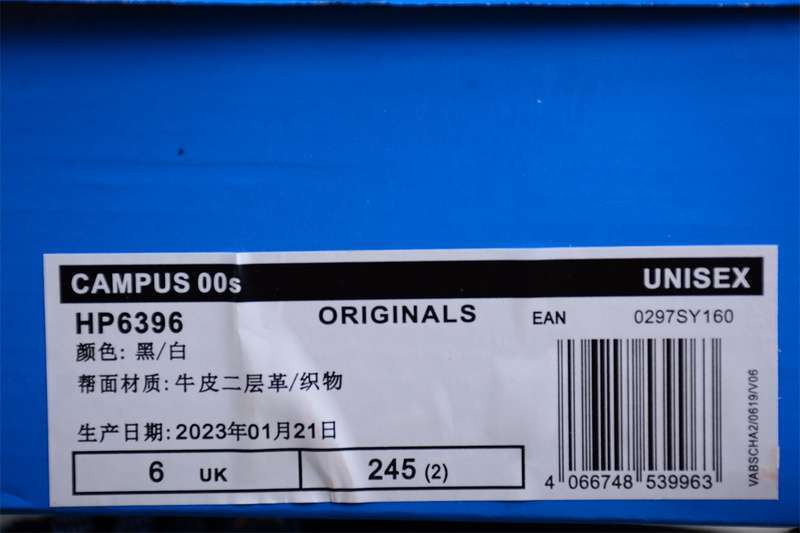 CAMPUS 00s UNISEX
HP6396 ORIGINALS EAN 0297SY160
颜色: 黑/白
帮面材质: 牛皮二层革/织物
生产日期: 2023年01月21日
6 UK 245 (2)
4 066748 539963
VABSCHA2/0619/V06